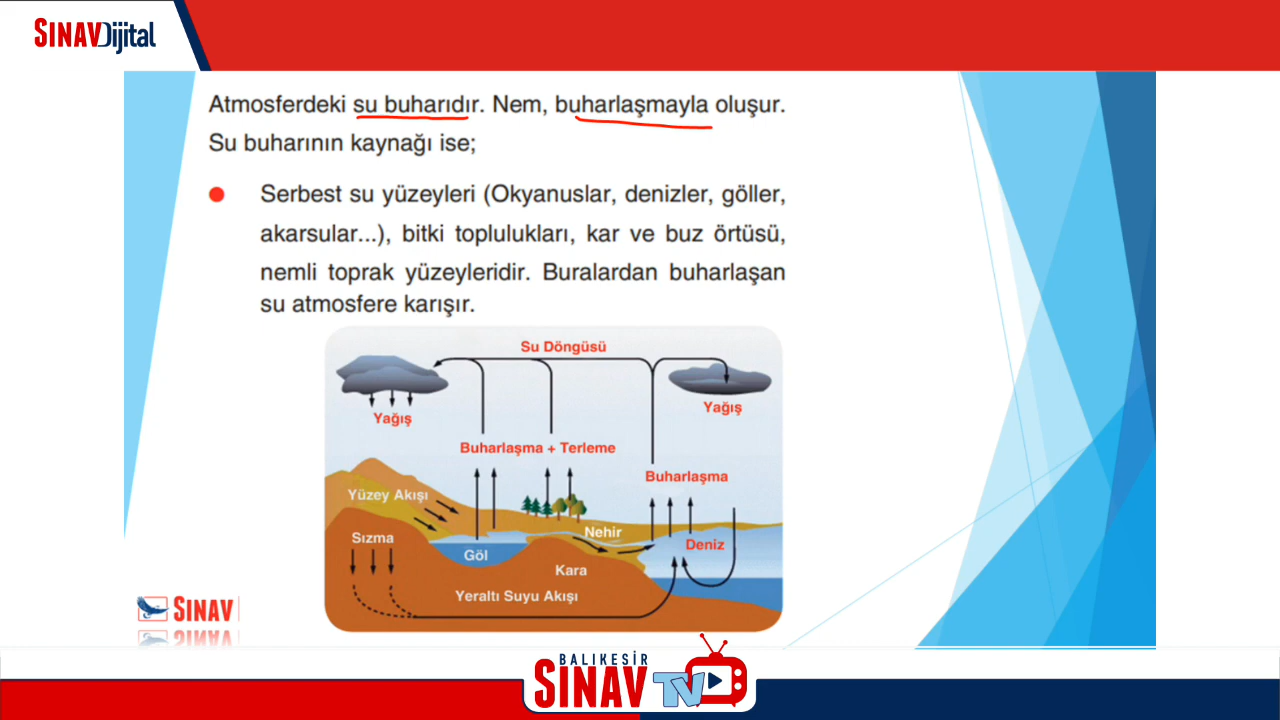 SINAVDijital
Atmosferdeki su buharıdır. Nem, buharlaşmayla oluşur.
Su buharının kaynağı ise;
Serbest su yüzeyleri (Okyanuslar, denizler, göller,
akarsular...), bitki toplulukları, kar ve buz örtüsü,
nemli toprak yüzeyleridir. Buralardan buharlaşan
su atmosfere karışır.
Su Döngüsü
Yağış
Yağış
Buharlaşma + Terleme
Buharlaşma
Yüzey Akışı
Nehir
Sızma
Deniz
Göl
Kara
Yeraltı Suyu Akışı
SINAV
BALIKESİR
SINAV TV